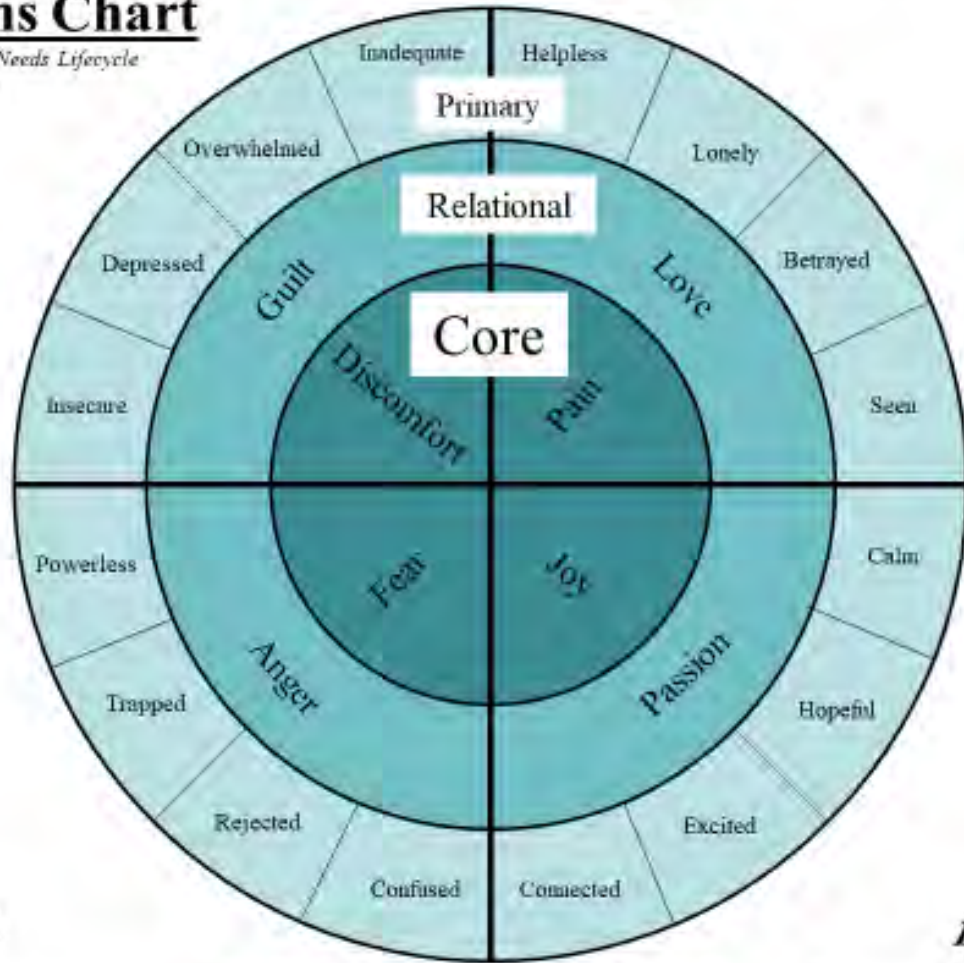 ns Chart
Needs Lifecycle
Inadequate
Helpless
Primary
Overwhelmed
Lonely
Relational
Depressed
Guilt
Love
Betrayed
Core
Discomfort
Pain
Insecure
Seen
Powerless
Fear
Joy
Calm
Trapped
Anger
Passion
Hopeful
Rejected
Excited
Confused
Connected